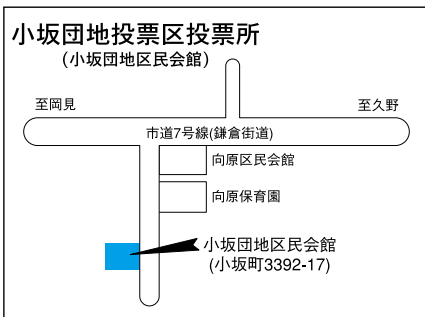 小坂団地投票区投票所
(小坂団地区民会館)
至岡見
至久野
市道7号線(鎌倉街道)
向原区民会館
向原保育園
小坂団地区民会館
(小坂町3392-17)